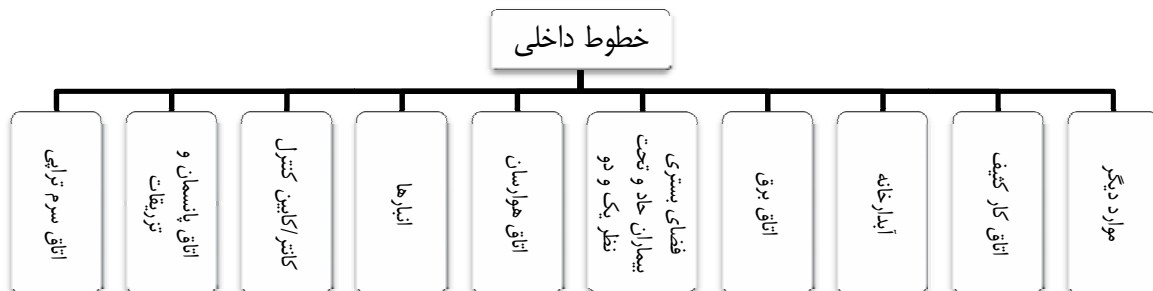 خطوط داخلی
موارد دیگر
اتاق کار کثیف
آبدارخانه
اتاق برق
فضای بستری
بیماران حاد و تحت
نظر یک و دو
اتاق هوارسان
انبارها
کانتر/کابین کنترل
اتاق پانسمان و
تزریقات
اتاق سرم تراپی